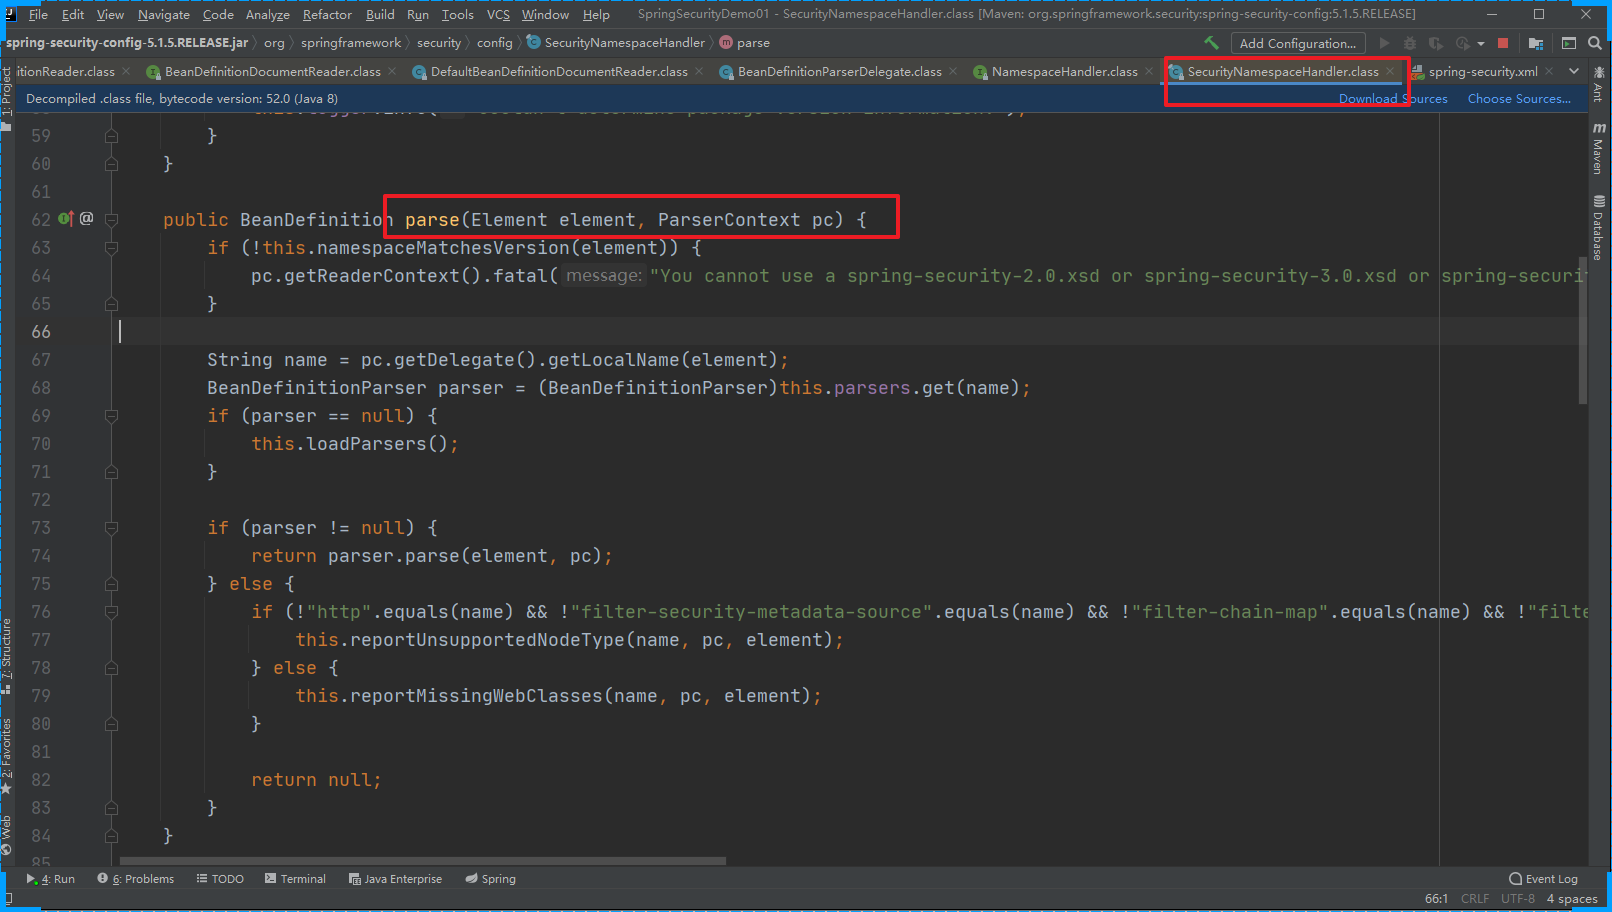 File Edit View Navigate Code Analyze Refactor Build Run Tools VCS Window Help SpringSecurityDemo01 - SecurityNamespaceHandler.class [Maven: org.springframework.security:spring-security-config:5.1.5.RELEASE]
spring-security-config-5.1.5.RELEASE.jar org springframework security config SecurityNamespaceHandler parse Add Configuration...
nitionReader.class BeanDefinitionDocumentReader.class DefaultBeanDefinitionDocumentReader.class BeanDefinitionParserDelegate.class NamespaceHandler.class SecurityNamespaceHandler.class spring-security.xml
Decompiled .class file, bytecode version: 52.0 (Java 8) Download Sources Choose Sources...
59 }
60 }
61
62 public BeanDefinition parse(Element element, ParserContext pc) {
63 if (!this.namespaceMatchesVersion(element)) {
64 pc.getReaderContext().fatal( message: "You cannot use a spring-security-2.0.xsd or spring-security-3.0.xsd or spring-securi
65 }
66
67 String name = pc.getDelegate().getLocalName(element);
68 BeanDefinitionParser parser = (BeanDefinitionParser)this.parsers.get(name);
69 if (parser == null) {
70 this.loadParsers();
71 }
72
73 if (parser != null) {
74 return parser.parse(element, pc);
75 } else {
76 if (!"http".equals(name) && !"filter-security-metadata-source".equals(name) && !"filter-chain-map".equals(name) && !"filte
77 this.reportUnsupportedNodeType(name, pc, element);
78 } else {
79 this.reportMissingWebClasses(name, pc, element);
80 }
81
82 return null;
83 }
84 }
85
1: Project
7: Structure
2: Favorites
Web
Ant
Maven
Database
4: Run 6: Problems TODO Terminal Java Enterprise Spring Event Log
66:1 CRLF UTF-8 4 spaces